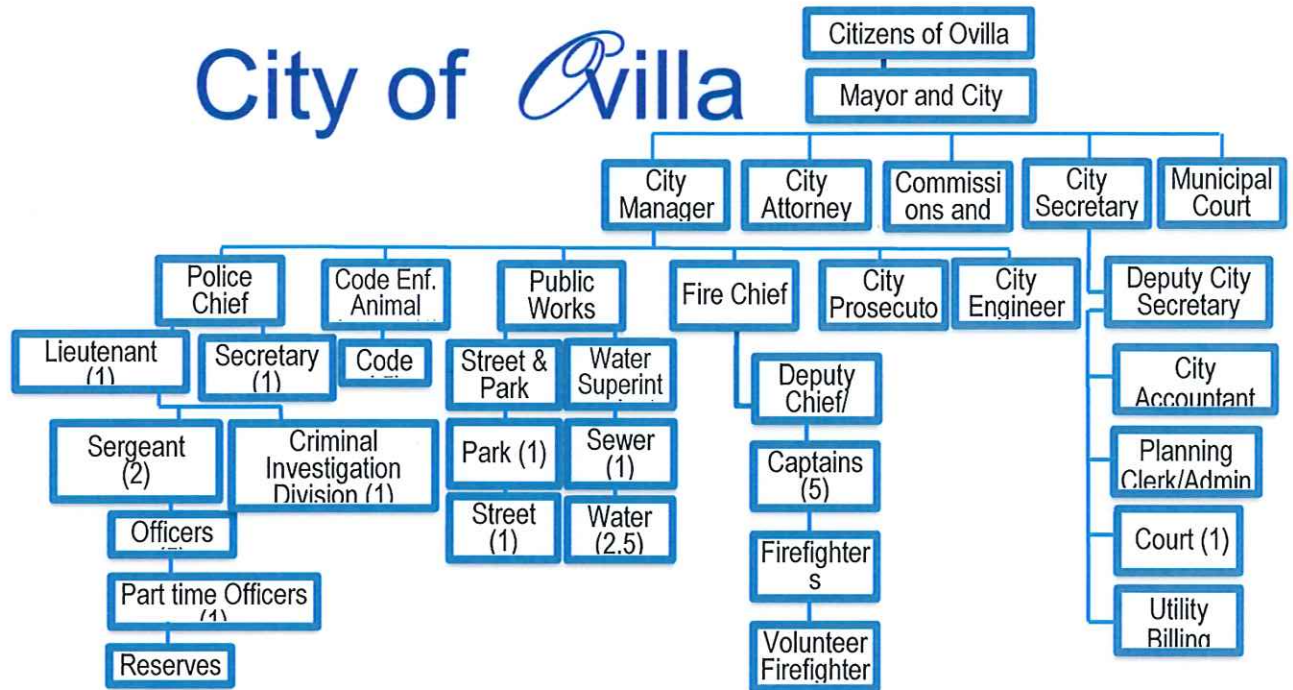 City of Ovilla
Citizens of Ovilla
Mayor and City
City
Manager
City
Attorney
Commissi
ons and
City
Secretary
Municipal
Court
Police
Chief
Code Enf.
Animal
Public
Works
Fire Chief
City
Prosecuto
City
Engineer
Deputy City
Secretary
Lieutenant
(1)
Secretary
(1)
Code
Street &
Park
Water
Superint
Deputy
Chief/
City
Accountant
Sergeant
(2)
Criminal
Investigation
Division (1)
Park (1)
Sewer
(1)
Captains
(5)
Planning
Clerk/Admin
Officers
Street
(1)
Water
(2.5)
Firefighter
s
Court (1)
Part time Officers
(1)
Utility
Billing
Reserves
Volunteer
Firefighter